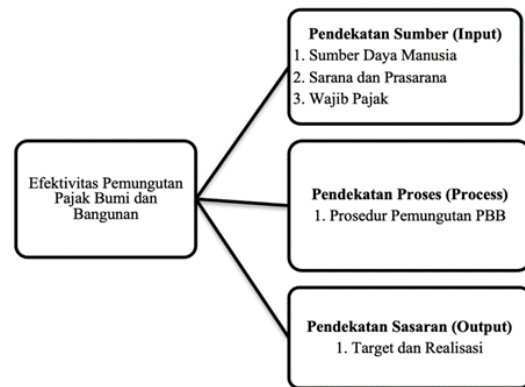 Pendekatan Sumber (Input)
1. Sumber Daya Manusia
2. Sarana dan Prasarana
3. Wajib Pajak
Efektivitas Pemungutan
Pajak Bumi dan
Bangunan
Pendekatan Proses (Process)
1. Prosedur Pemungutan PBB
Pendekatan Sasaran (Output)
1. Target dan Realisasi